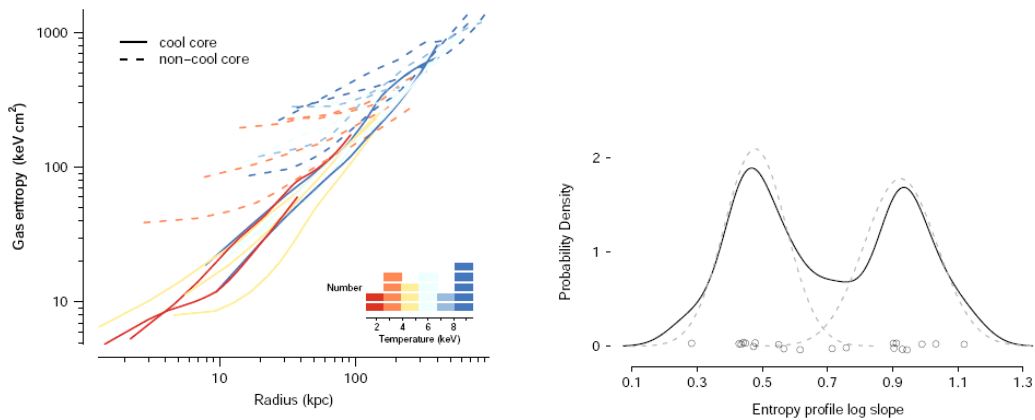 1000
100
10
Gas entropy (keV cm²)
cool core
non−cool core
Number
2 4 6 8
Temperature (keV)
10 100
Radius (kpc)
2
1
0
Probability Density
0.1 0.3 0.5 0.7 0.9 1.1 1.3
Entropy profile log slope